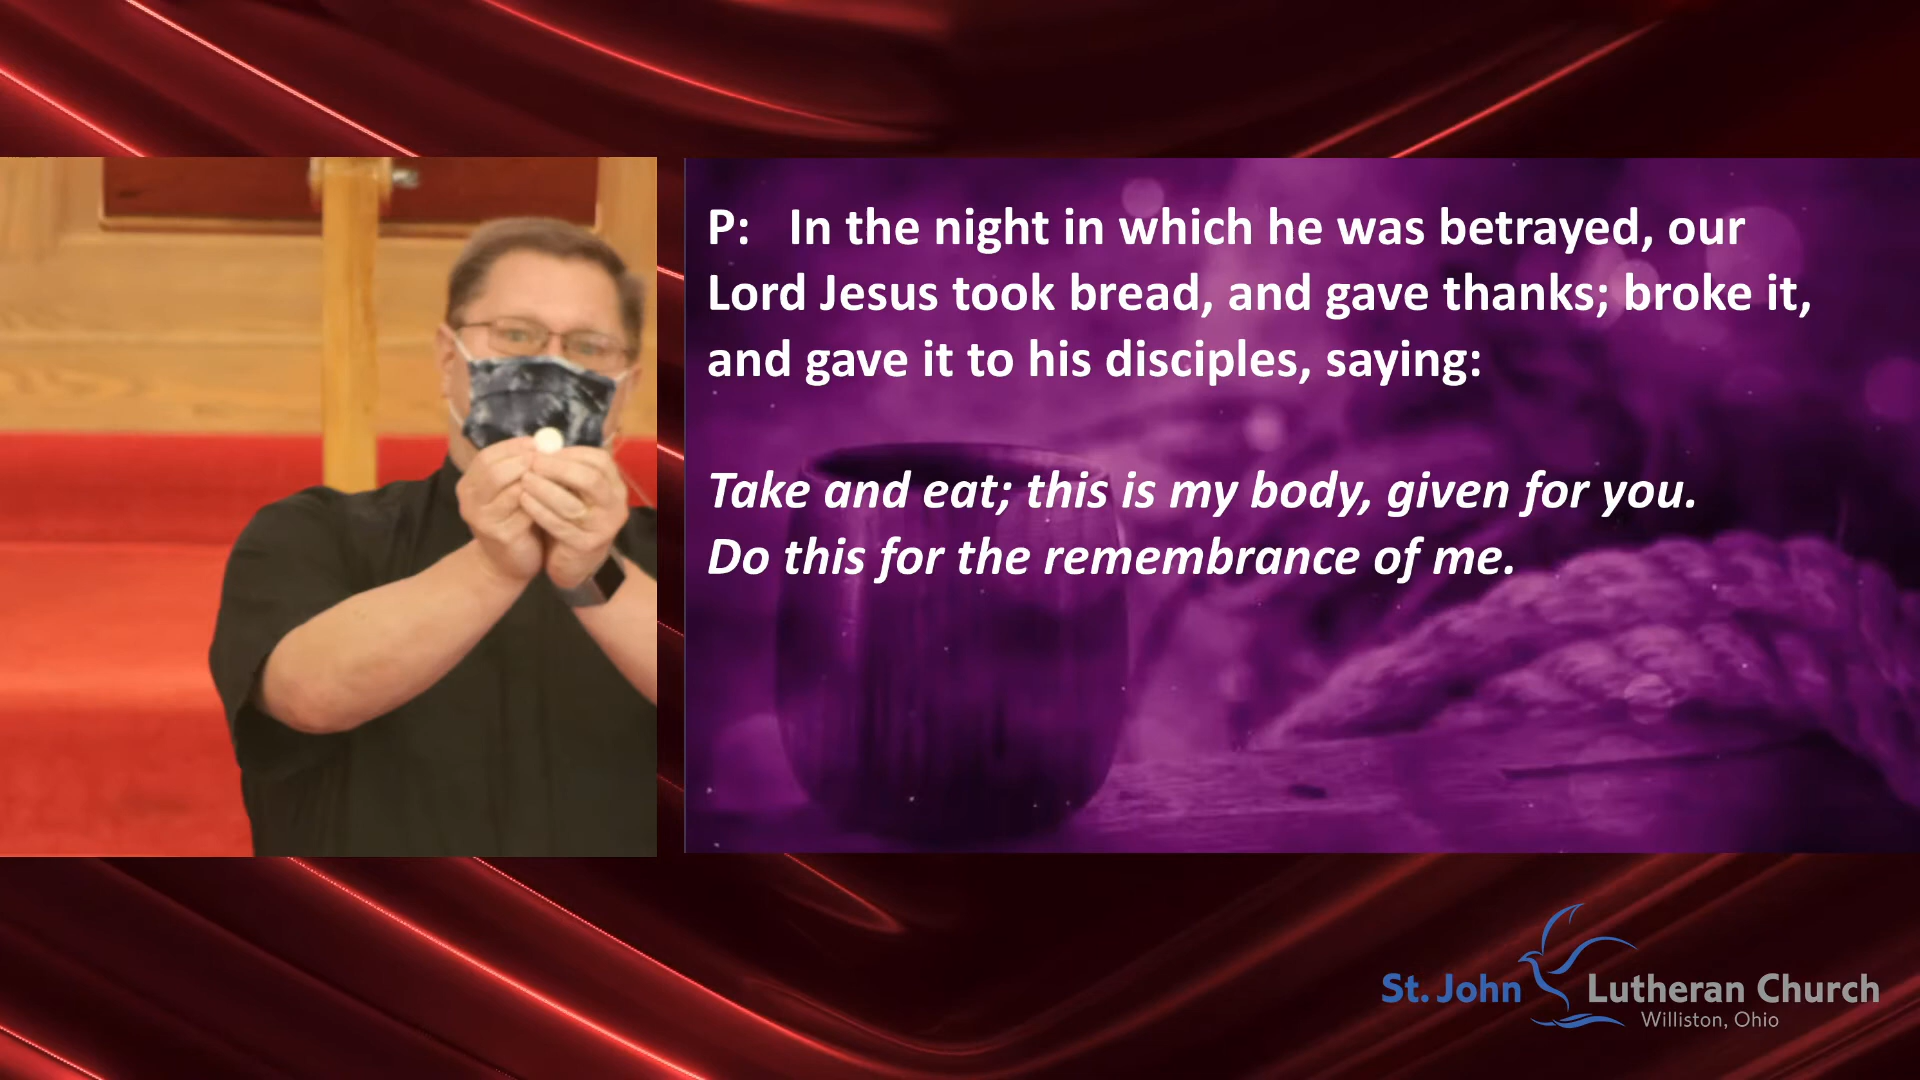 P: In the night in which he was betrayed, our
Lord Jesus took bread, and gave thanks; broke it,
and gave it to his disciples, saying:
Take and eat; this is my body, given for you.
Do this for the remembrance of me.
St. John Lutheran Church
Williston, Ohio